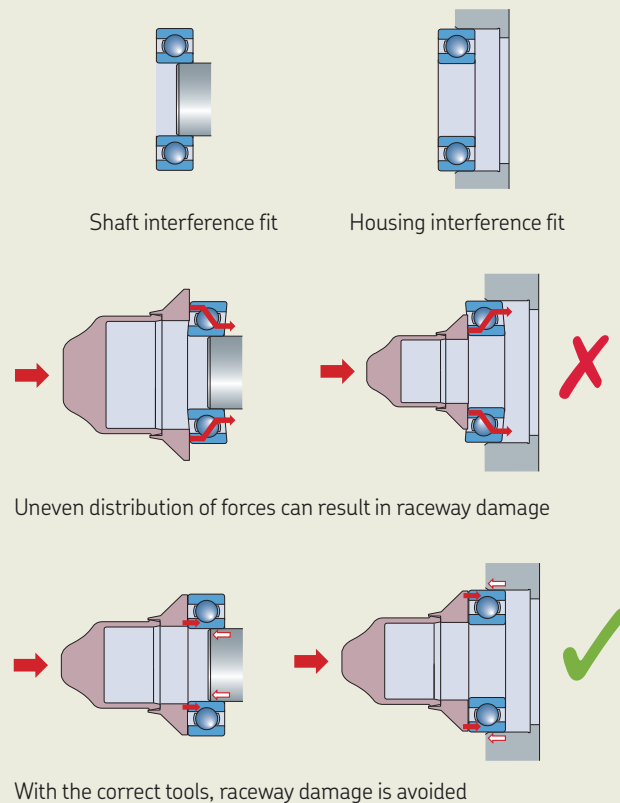 Shaft interference fit
Housing interference fit
Uneven distribution of forces can result in raceway damage
With the correct tools, raceway damage is avoided